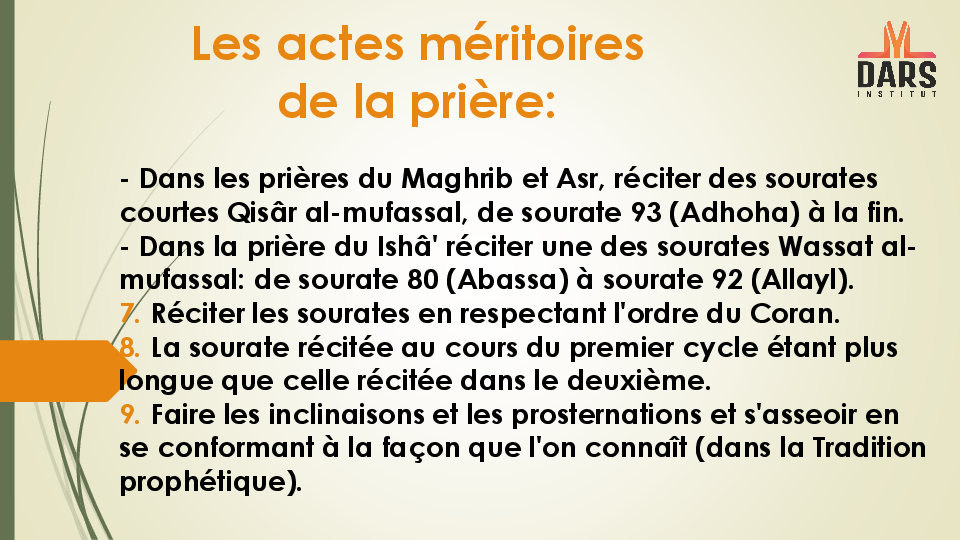 Les actes méritoires
de la prière:
DARS
INSTITUT
- Dans les prières du Maghrib et Asr, réciter des sourates
courtes Qisâr al-mufassal, de sourate 93 (Adhoha) à la fin.
- Dans la prière du Ishâ' réciter une des sourates Wassat al-
mufassal: de sourate 80 (Abassa) à sourate 92 (Allayl).
7. Réciter les sourates en respectant l'ordre du Coran.
8. La sourate récitée au cours du premier cycle étant plus
longue que celle récitée dans le deuxième.
9. Faire les inclinaisons et les prosternations et s'asseoir en
se conformant à la façon que l'on connaît (dans la Tradition
prophétique).